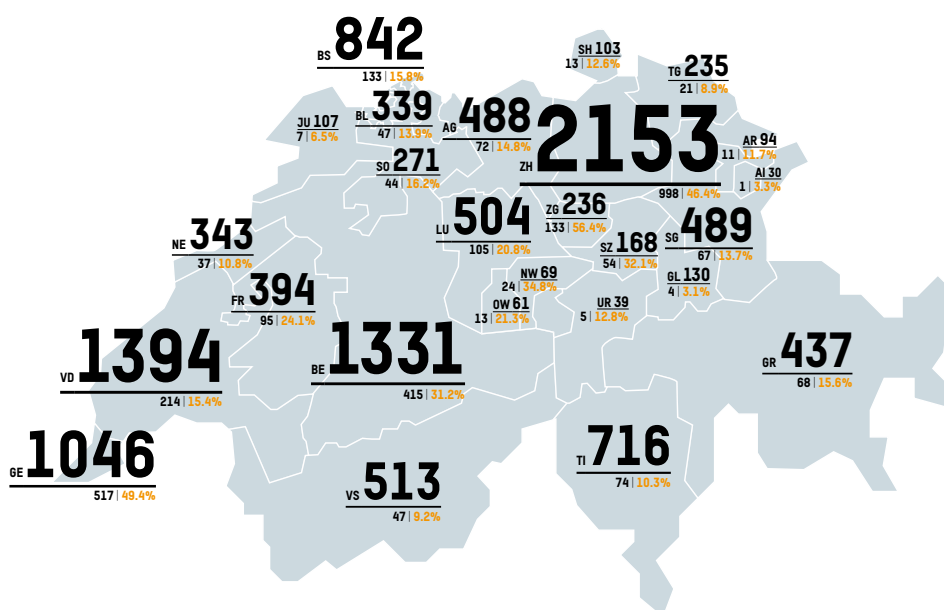 BS 842
133 | 15.8%
SH 103
13 | 12.6%
TG 235
21 | 8.9%
JU 107
7 | 6.5%
BL 339
47 | 13.9%
AG 488
72 | 14.8%
ZH 2153
998 | 46.4%
AR 94
11 | 11.7%
AI 30
1 | 3.3%
SO 271
44 | 16.2%
LU 504
105 | 20.8%
ZG 236
133 | 56.4%
SZ 168
54 | 32.1%
SG 489
67 | 13.7%
NE 343
37 | 10.8%
NW 69
24 | 34.8%
GL 130
4 | 3.1%
FR 394
95 | 24.1%
OW 61
13 | 21.3%
UR 39
5 | 12.8%
VD 1394
214 | 15.4%
BE 1331
415 | 31.2%
GR 437
68 | 15.6%
GE 1046
517 | 49.4%
VS 513
47 | 9.2%
TI 716
74 | 10.3%